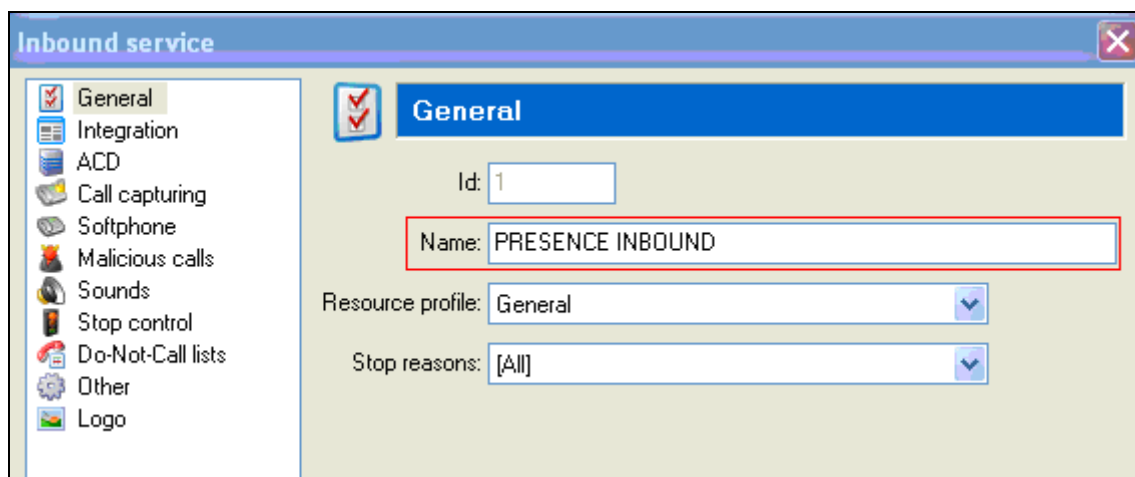 Inbound service
General
Integration
ACD
Call capturing
Softphone
Malicious calls
Sounds
Stop control
Do-Not-Call lists
Other
Logo
General
Id: 1
Name: PRESENCE INBOUND
Resource profile: General
Stop reasons: [All]